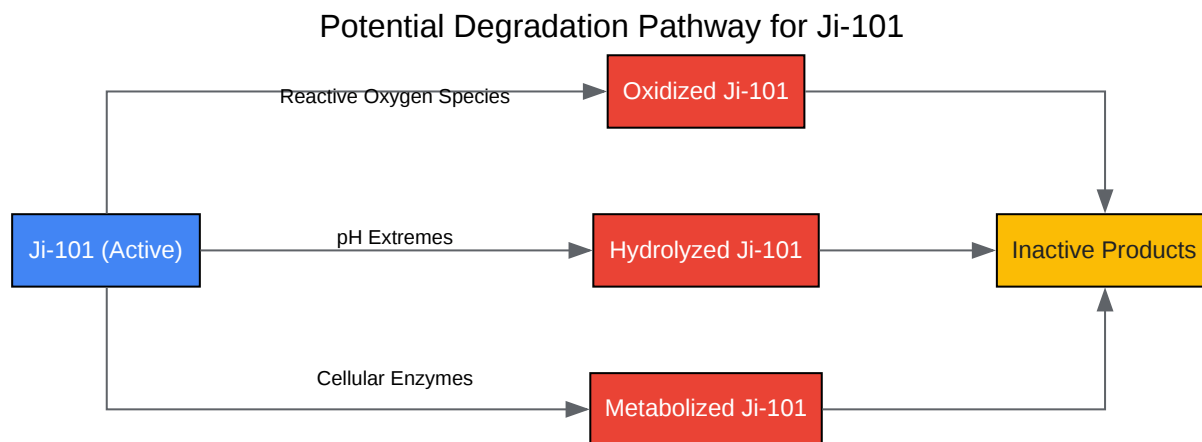 Potential Degradation Pathway for Ji-101
Reactive Oxygen Species
Oxidized Ji-101
Ji-101 (Active)
pH Extremes
Hydrolyzed Ji-101
Inactive Products
Cellular Enzymes
Metabolized Ji-101